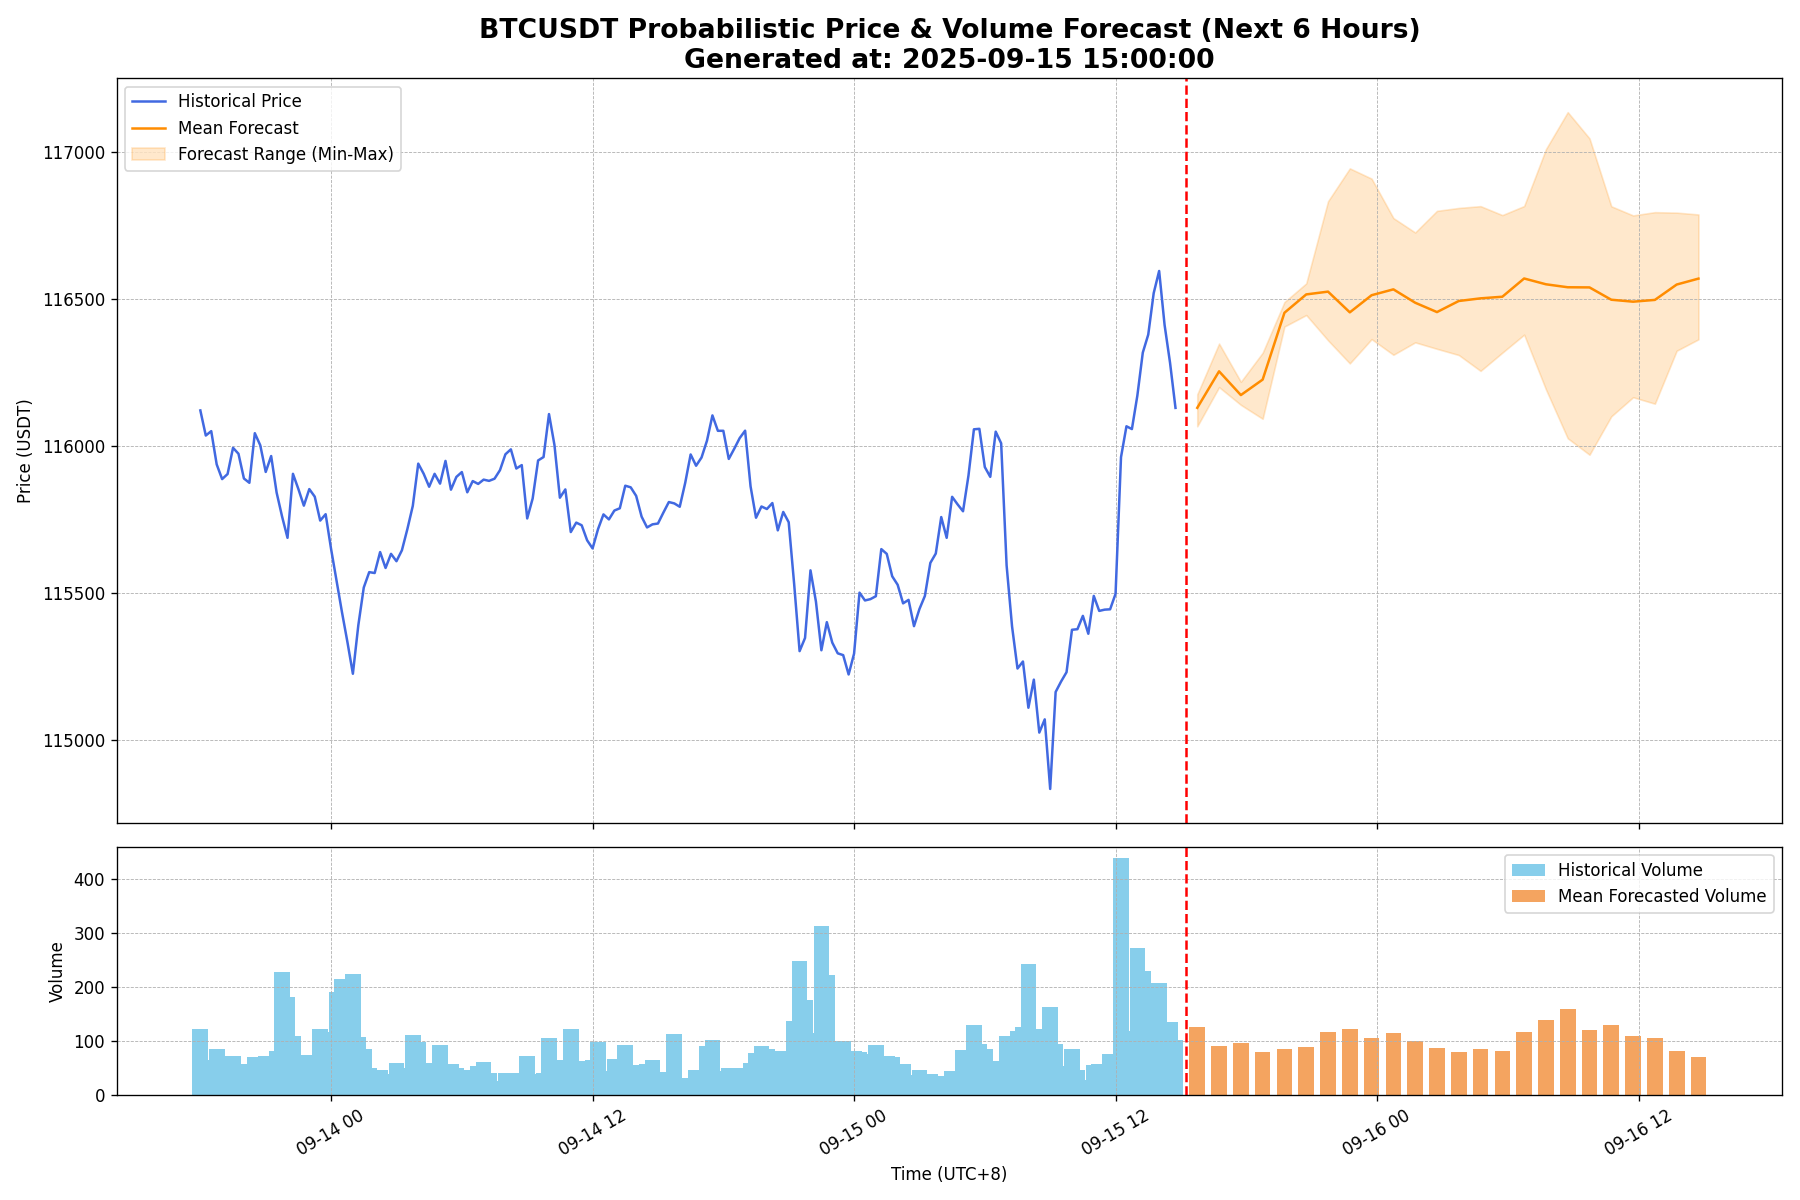 BTCUSDT Probabilistic Price & Volume Forecast (Next 6 Hours)
Generated at: 2025-09-15 15:00:00
Historical Price
Mean Forecast
Forecast Range (Min-Max)
Price (USDT)
117000
116500
116000
115500
115000
Historical Volume
Mean Forecasted Volume
Volume
400
300
200
100
0
09-14 00
09-14 12
09-15 00
09-15 12
09-16 00
09-16 12
Time (UTC+8)